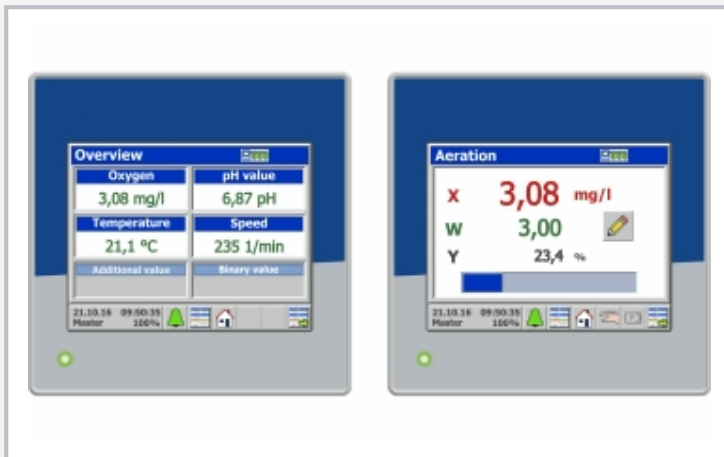 Overview
Oxygen
pH value
3,08 mg/l
6,87 pH
Temperature
Speed
21,1 °C
235 1/min
Additional value
Binary value
21.10.16 09:50:35
Master 100%
Aeration
X 3,08 mg/l
W 3,00
Y 23,4 %
21.10.16 09:50:35
Master 100%